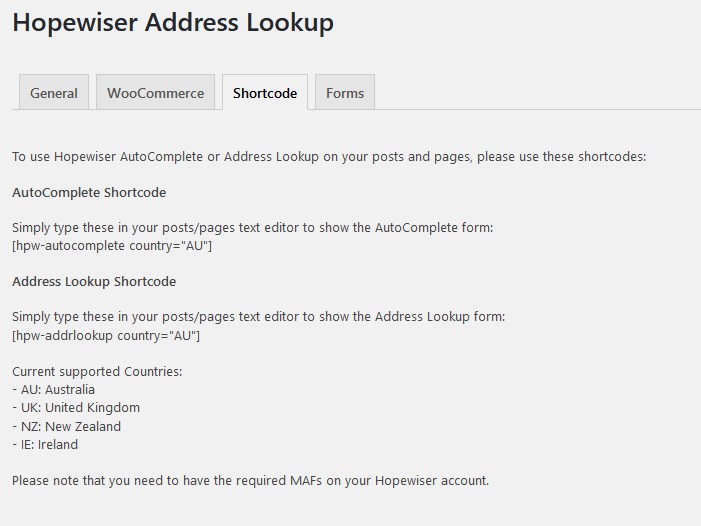 Hopewiser Address Lookup
General WooCommerce Shortcode Forms
To use Hopewiser AutoComplete or Address Lookup on your posts and pages, please use these shortcodes:
AutoComplete Shortcode
Simply type these in your posts/pages text editor to show the AutoComplete form:
[hpw-autocomplete country="AU"]
Address Lookup Shortcode
Simply type these in your posts/pages text editor to show the Address Lookup form:
[hpw-addrlookup country="AU"]
Current supported Countries:
- AU: Australia
- UK: United Kingdom
- NZ: New Zealand
- IE: Ireland
Please note that you need to have the required MAFs on your Hopewiser account.